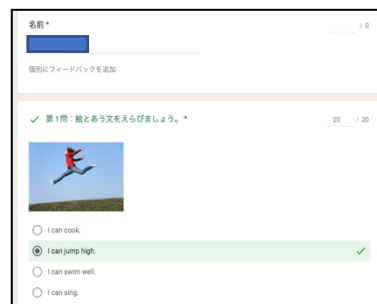 名前 *
/ 0
個別にフィードバックを追加
第1問：絵とあう文をえらびましょう。 *
20 / 20
I can cook.
I can jump high.
I can swim well.
I can sing.